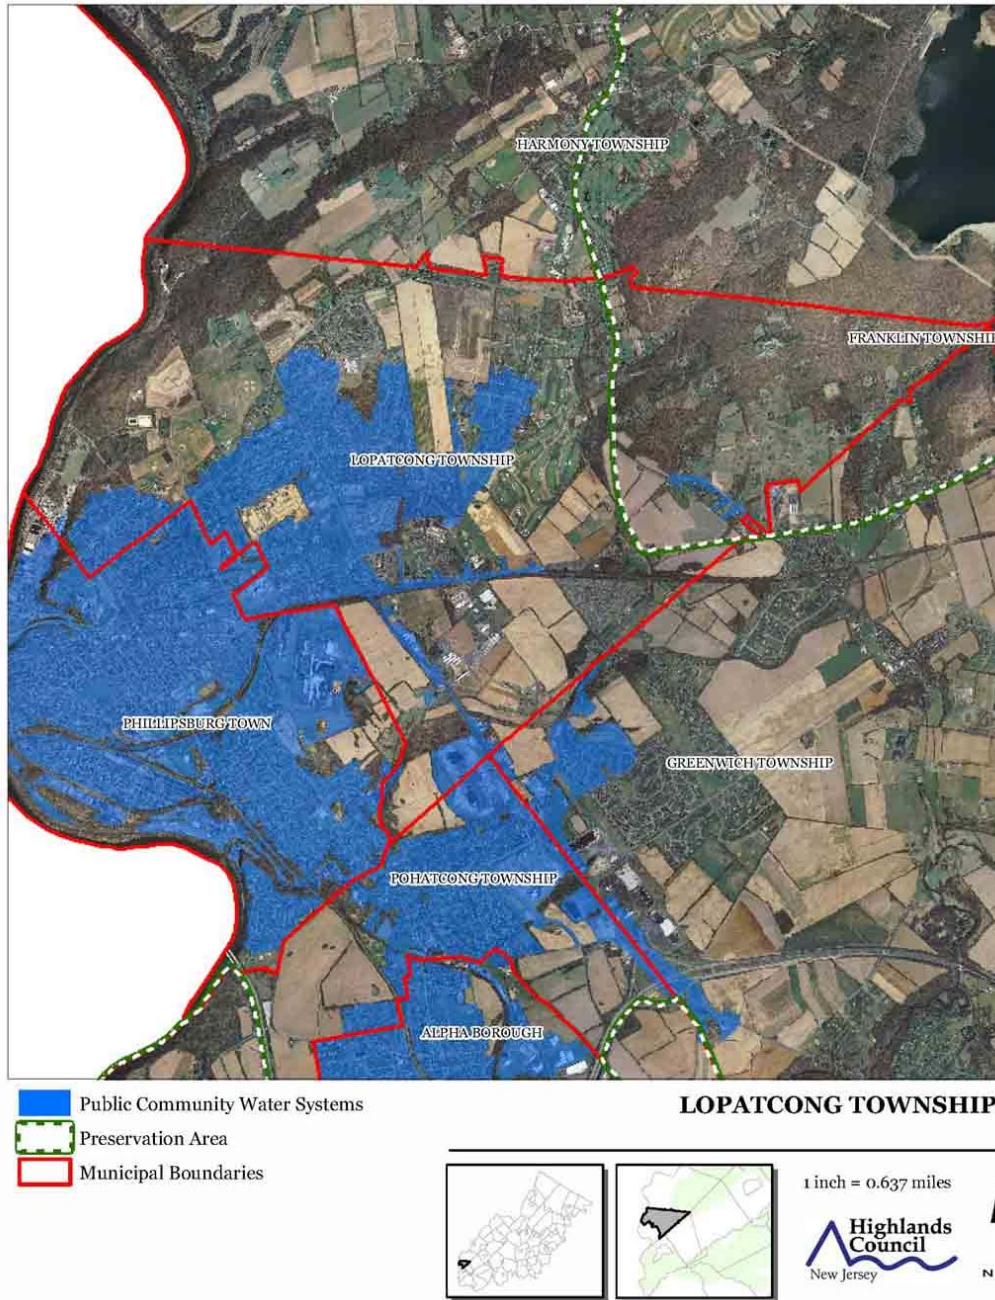 HARMONY TOWNSHIP
FRANKLIN TOWNSHIP
LOPATCONG TOWNSHIP
PHILLIPSBURG TOWN
GREENWICH TOWNSHIP
POHATCONG TOWNSHIP
ALPHA BOROUGH
Public Community Water Systems
Preservation Area
Municipal Boundaries
LOPATCONG TOWNSHIP
1 inch = 0.637 miles
Highlands
Council
New Jersey
N